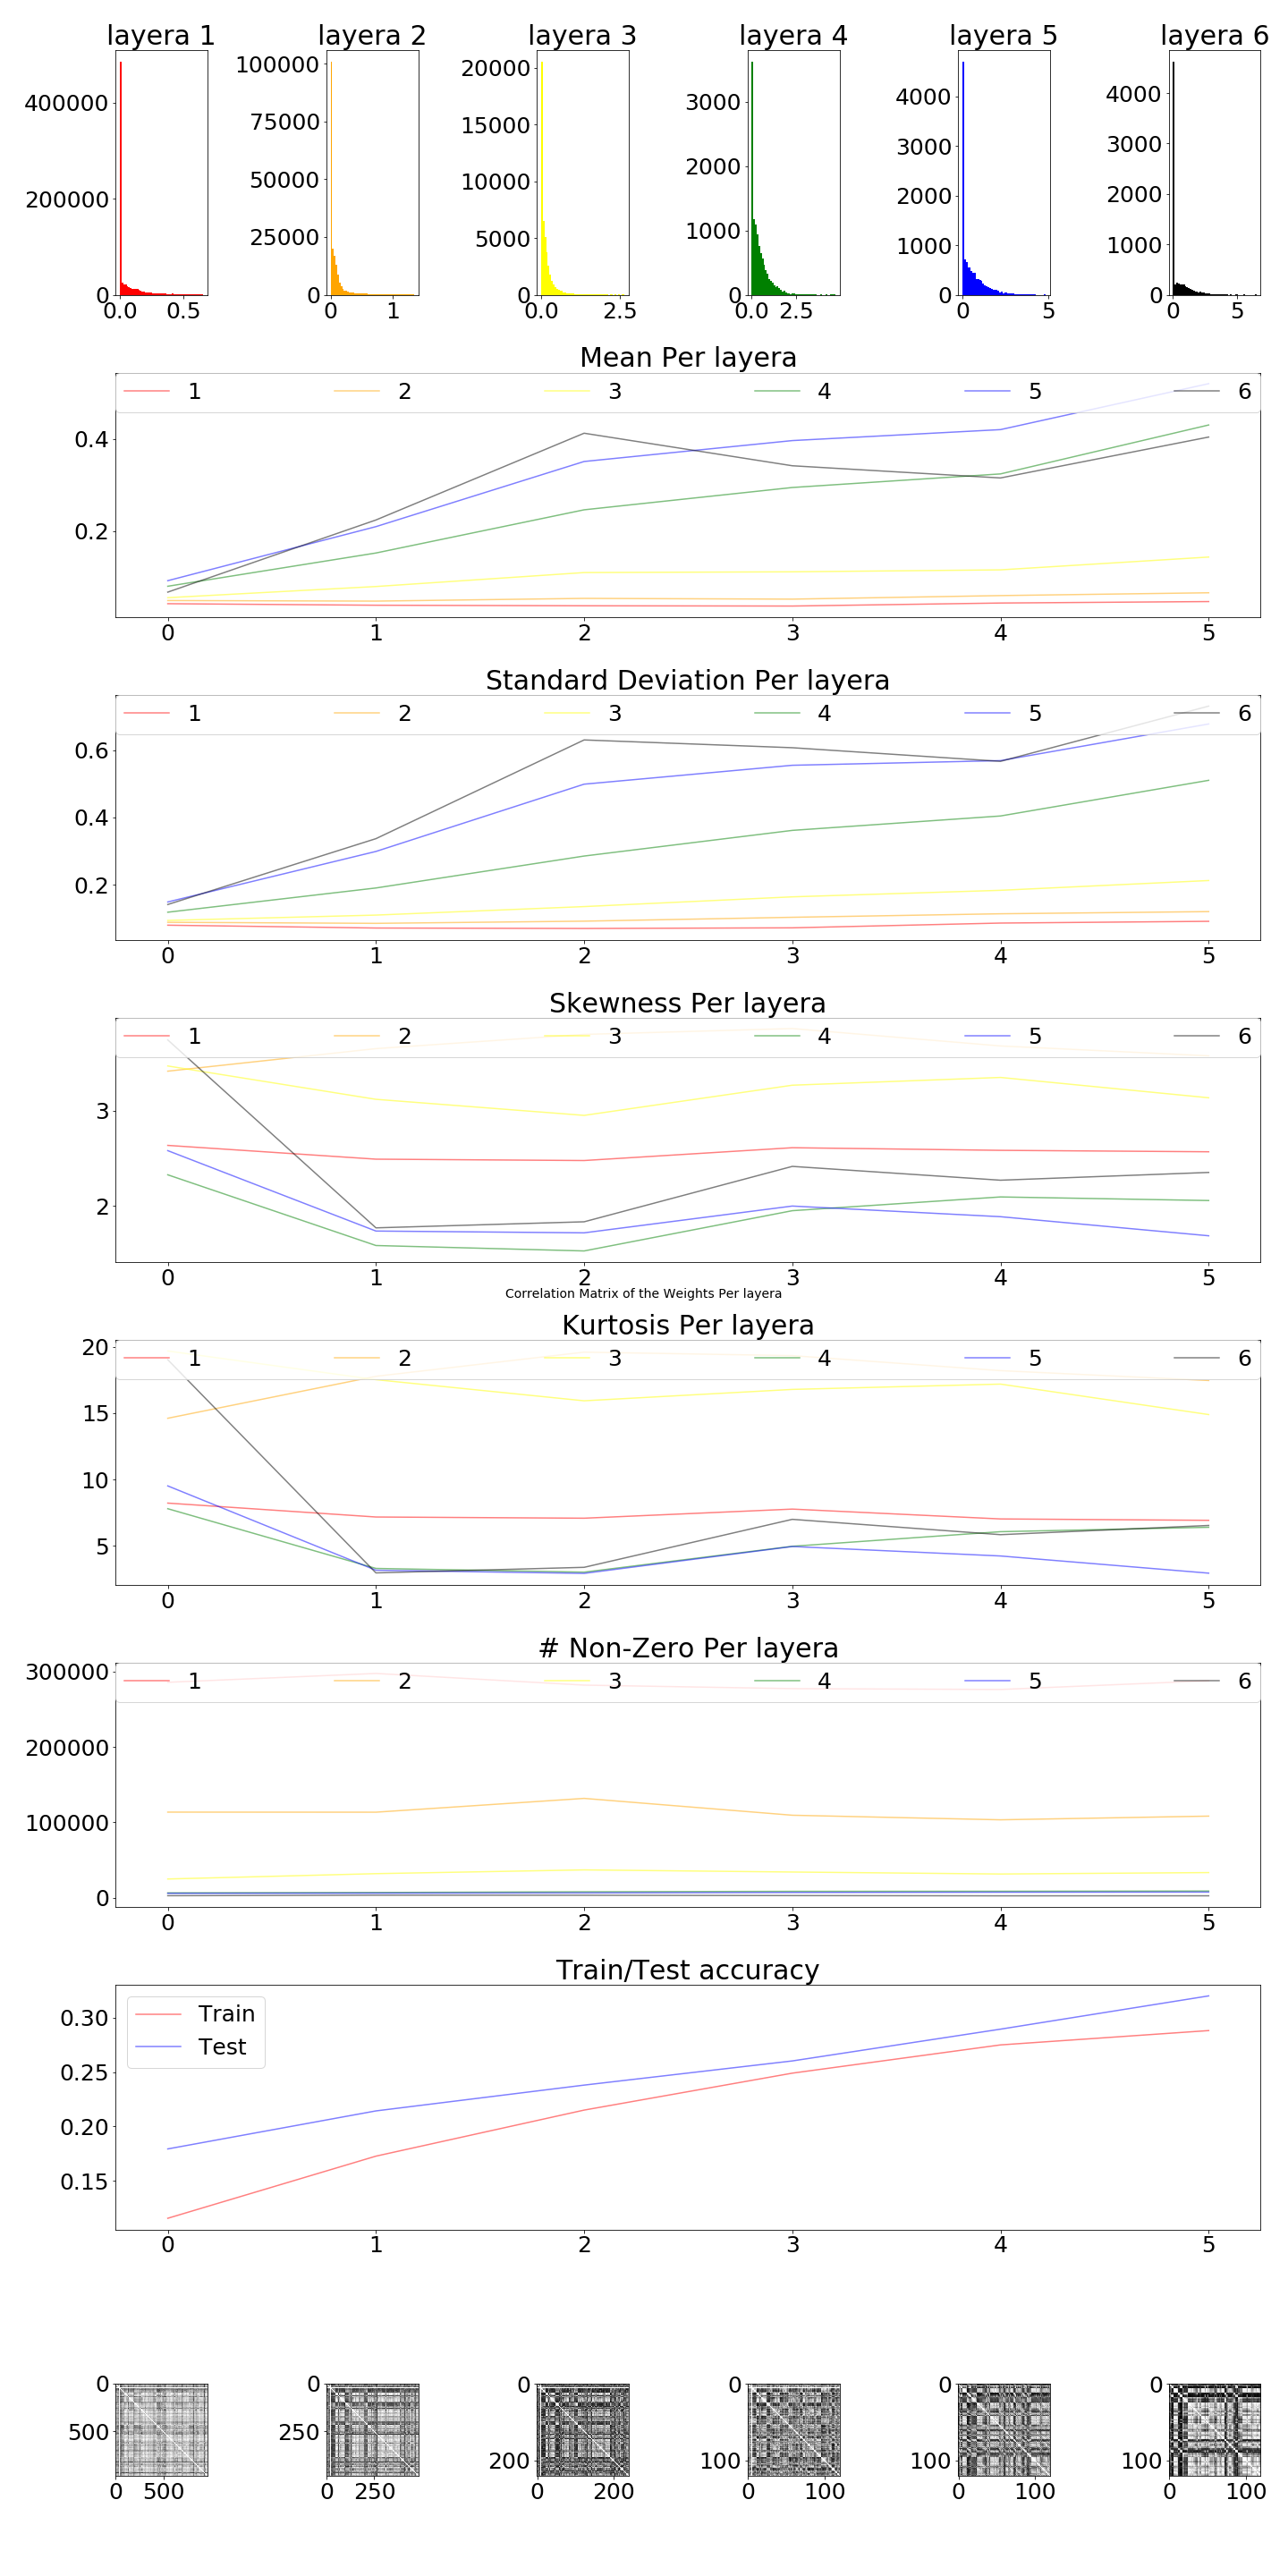 layera 1 layera 2 layera 3 layera 4 layera 5 layera 6
400000 200000 0 0.0 0.5
100000 75000 50000 25000 0 0 1
20000 15000 10000 5000 0 0.0 2.5
3000 2000 1000 0 0.0 2.5
4000 3000 2000 1000 0 0 5
4000 3000 2000 1000 0 0 5
Mean Per layera
1 2 3 4 5 6
0.4
0.2
0 1 2 3 4 5
Standard Deviation Per layera
1 2 3 4 5 6
0.6
0.4
0.2
0 1 2 3 4 5
Skewness Per layera
1 2 3 4 5 6
3
2
0 1 2 3 4 5
Correlation Matrix of the Weights Per layera
Kurtosis Per layera
20
1 2 3 4 5 6
15
10
5
0 1 2 3 4 5
# Non-Zero Per layera
300000
1 2 3 4 5 6
200000
100000
0
0 1 2 3 4 5
Train/Test accuracy
Train
Test
0.30
0.25
0.20
0.15
0 1 2 3 4 5
0 500 0 500
0 250 0 250
0 200 0 200
0 100 0 100
0 100 0 100
0 100 0 100